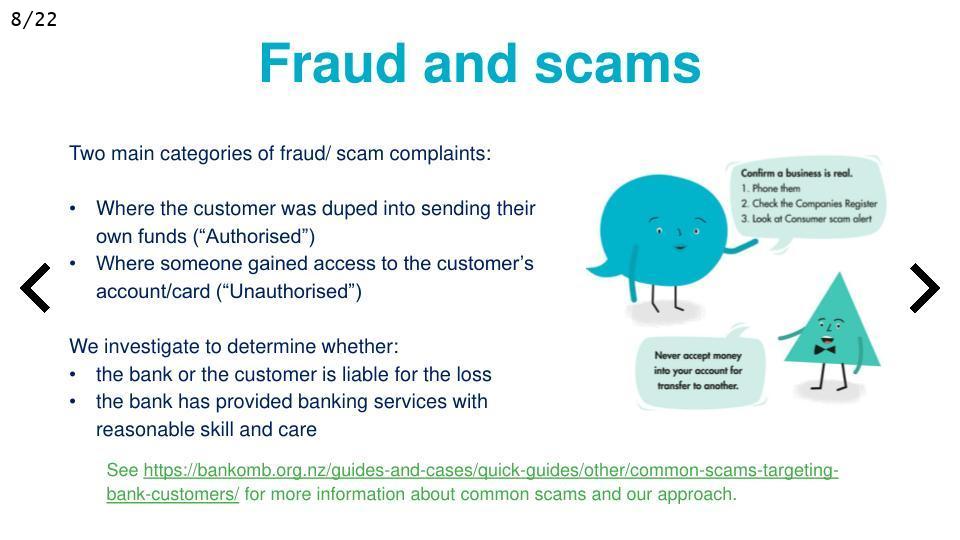 8/22
Fraud and scams
Two main categories of fraud/ scam complaints:
• Where the customer was duped into sending their
own funds (“Authorised”)
• Where someone gained access to the customer’s
account/card (“Unauthorised”)
We investigate to determine whether:
• the bank or the customer is liable for the loss
• the bank has provided banking services with
reasonable skill and care
Confirm a business is real.
1. Phone them
2. Check the Companies Register
3. Look at Consumer scam alert
Never accept money
into your account for
transfer to another.
See https://bankomb.org.nz/guides-and-cases/quick-guides/other/common-scams-targeting-
bank-customers/ for more information about common scams and our approach.